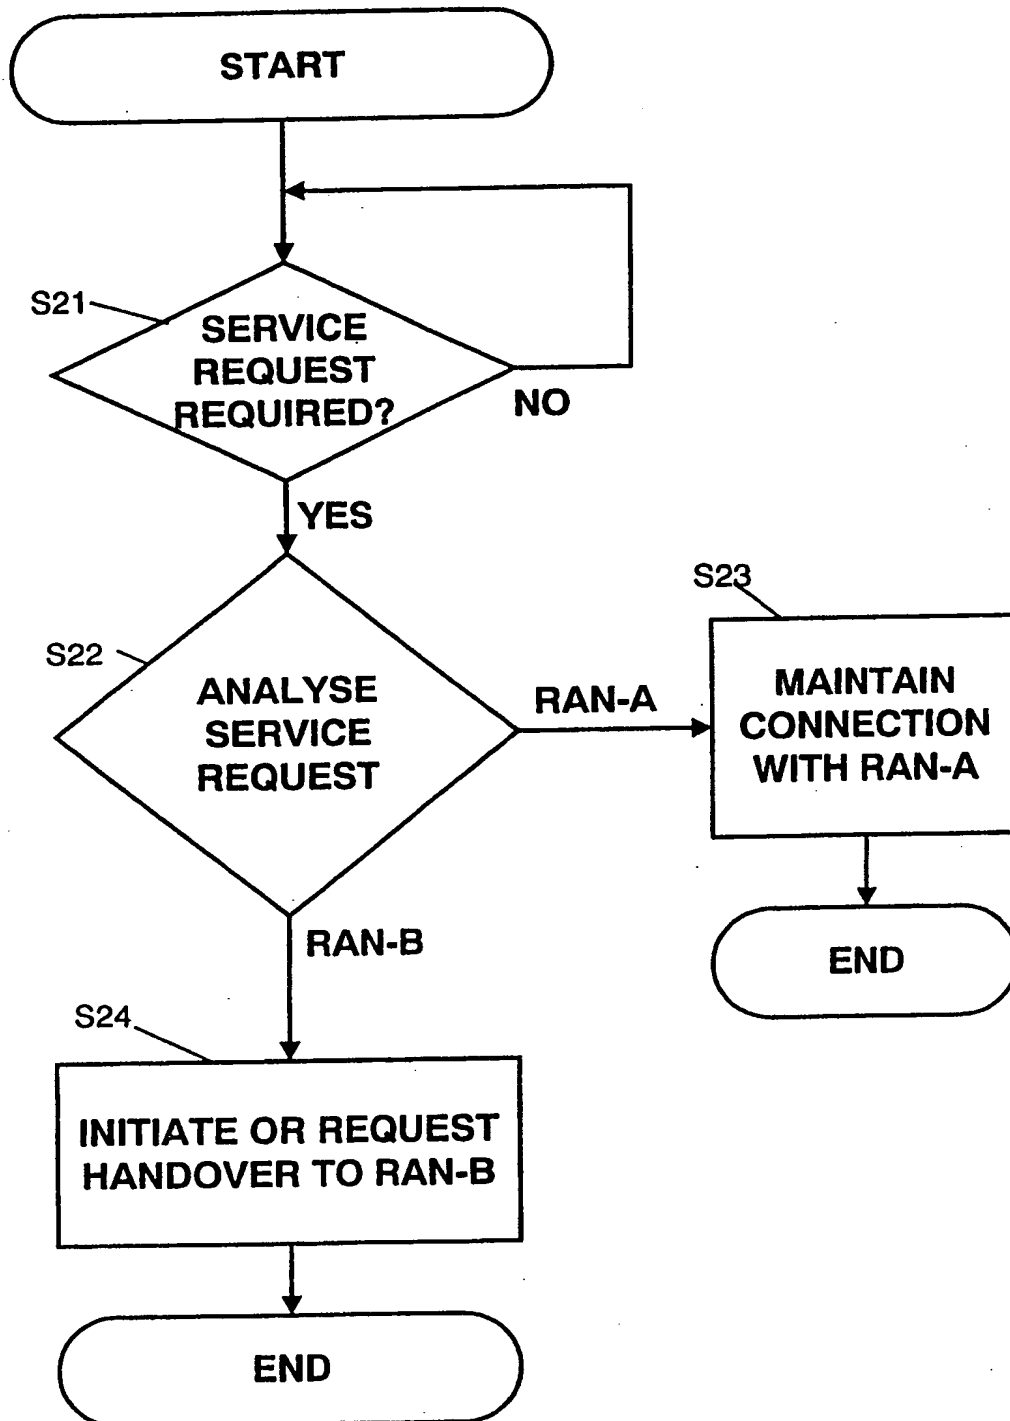 START
S21
SERVICE
REQUEST
REQUIRED?
NO
YES
S22
ANALYSE
SERVICE
REQUEST
RAN-A
S23
MAINTAIN
CONNECTION
WITH RAN-A
END
RAN-B
S24
INITIATE OR REQUEST
HANDOVER TO RAN-B
END